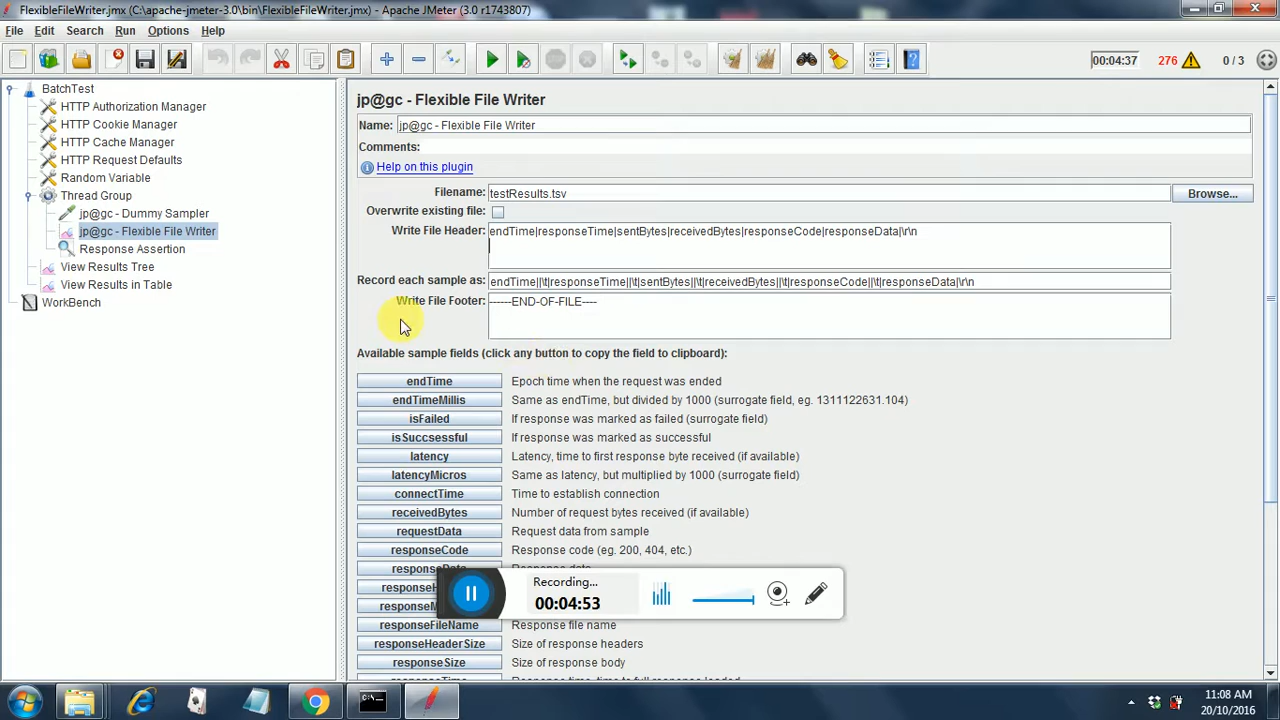 FlexibleFileWriter.jmx (C:\apache-jmeter-3.0\bin\FlexibleFileWriter.jmx) - Apache JMeter (3.0 r1743807)
File Edit Search Run Options Help
00:04:37 276 0 / 3
BatchTest
HTTP Authorization Manager
HTTP Cookie Manager
HTTP Cache Manager
HTTP Request Defaults
Random Variable
Thread Group
jp@gc - Dummy Sampler
jp@gc - Flexible File Writer
Response Assertion
View Results Tree
View Results in Table
WorkBench
jp@gc - Flexible File Writer
Name: jp@gc - Flexible File Writer
Comments:
Help on this plugin
Filename: testResults.tsv Browse...
Overwrite existing file:
Write File Header: endTime|responseTime|sentBytes|receivedBytes|responseCode|responseData|\r\n
Record each sample as: endTime||\t|responseTime||\t|sentBytes||\t|receivedBytes||\t|responseCode||\t|responseData|\r\n
Write File Footer: ------END-OF-FILE----
Available sample fields (click any button to copy the field to clipboard):
endTime Epoch time when the request was ended
endTimeMillis Same as endTime, but divided by 1000 (surrogate field, eg. 1311122631.104)
isFailed If response was marked as failed (surrogate field)
isSuccsessful If response was marked as successful
latency Latency, time to first response byte received (if available)
latencyMicros Same as latency, but multiplied by 1000 (surrogate field)
connectTime Time to establish connection
receivedBytes Number of request bytes received (if available)
requestData Request data from sample
responseCode Response code (eg. 200, 404, etc.)
Recording...
00:04:53
responseFileName Response file name
responseHeaderSize Size of response headers
responseSize Size of response body
11:08 AM
20/10/2016